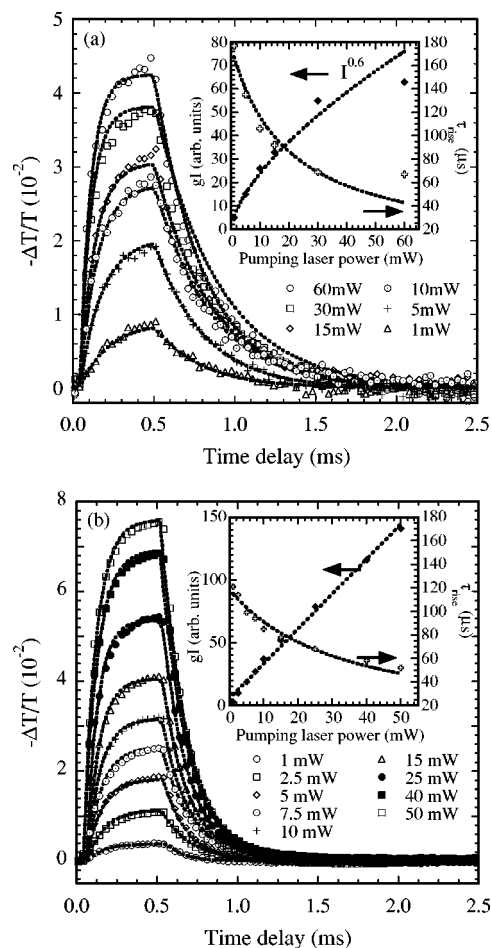 (a)
-ΔT/T (10⁻²)
5
4
3
2
1
0
0.0 0.5 1.0 1.5 2.0 2.5
Time delay (ms)
gI (arb. units)
80
70
60
50
40
30
20
10
0
I^0.6
180
160
140
120
100
80
60
40
20
τrise (μs)
0 10 20 30 40 50 60
Pumping laser power (mW)
60mW 10mW
30mW 5mW
15mW 1mW
(b)
-ΔT/T (10⁻²)
8
6
4
2
0
0.0 0.5 1.0 1.5 2.0 2.5
Time delay (ms)
gI (arb. units)
150
100
50
0
180
160
140
120
100
80
60
40
20
τrise (μs)
0 10 20 30 40 50
Pumping laser power (mW)
1 mW 15 mW
2.5 mW 25 mW
5 mW 40 mW
7.5 mW 50 mW
10 mW